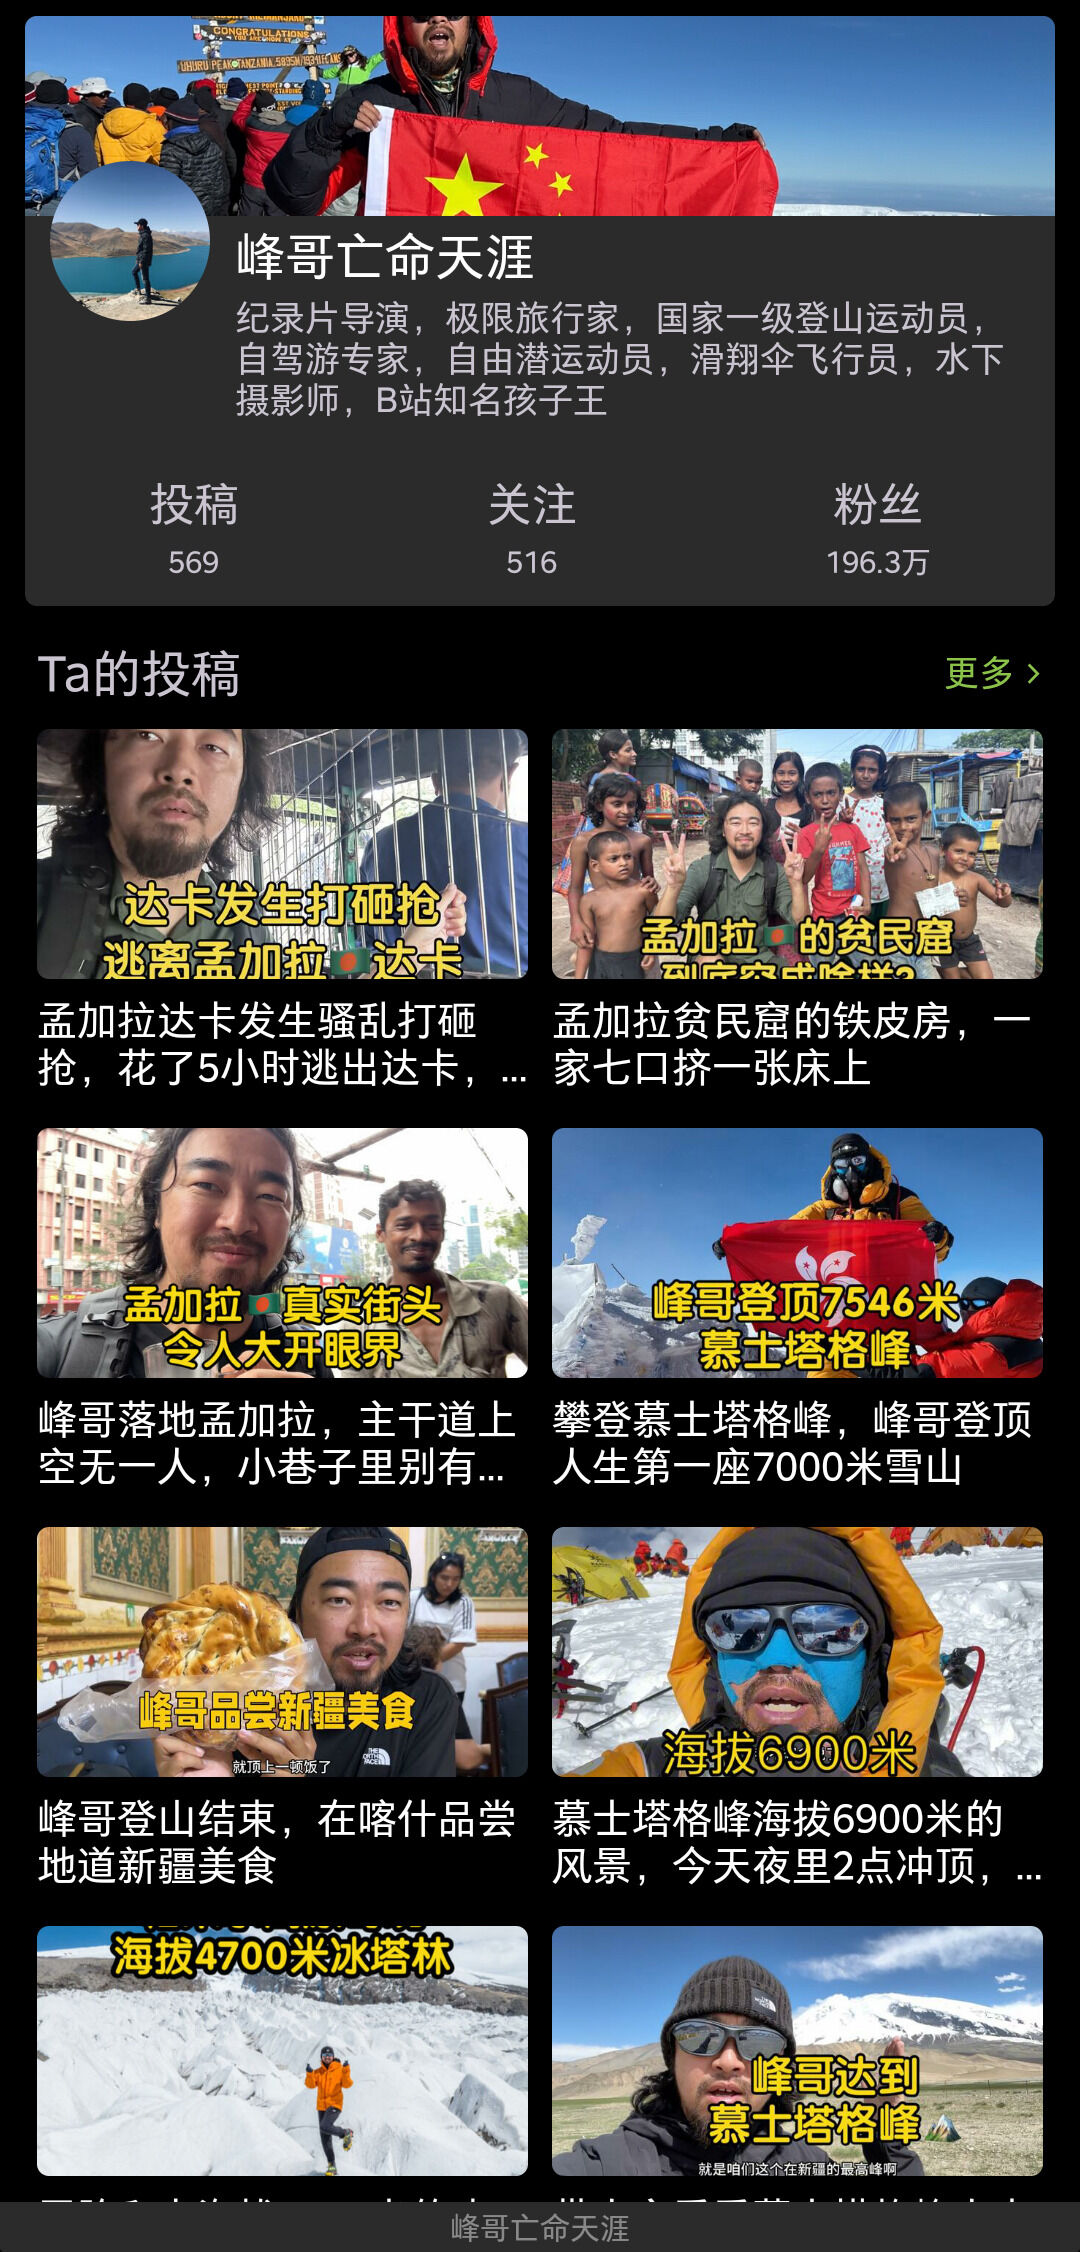 CONGRATULATIONS
YOU ARE NOW AT
UHURU PEAK, TANZANIA, 5895M/19341FT AMSL
峰哥亡命天涯
纪录片导演，极限旅行家，国家一级登山运动员，
自驾游专家，自由潜运动员，滑翔伞飞行员，水下
摄影师，B站知名孩子王
投稿 关注 粉丝
569 516 196.3万
Ta的投稿 更多 >
达卡发生打砸抢
逃离孟加拉🇧🇩达卡
孟加拉🇧🇩的贫民窟
到底穷成啥样?
孟加拉达卡发生骚乱打砸
抢，花了5小时逃出达卡，...
孟加拉贫民窟的铁皮房，一
家七口挤一张床上
孟加拉🇧🇩真实街头
令人大开眼界
峰哥登顶7546米
慕士塔格峰
峰哥落地孟加拉，主干道上
空无一人，小巷子里别有...
攀登慕士塔格峰，峰哥登顶
人生第一座7000米雪山
峰哥品尝新疆美食
就顶上一顿饭了
THE NORTH FACE
海拔6900米
峰哥登山结束，在喀什品尝
地道新疆美食
慕士塔格峰海拔6900米的
风景，今天夜里2点冲顶，...
海拔4700米冰塔林
峰哥达到
慕士塔格峰
就是咱们这个在新疆的最高峰啊
峰哥亡命天涯